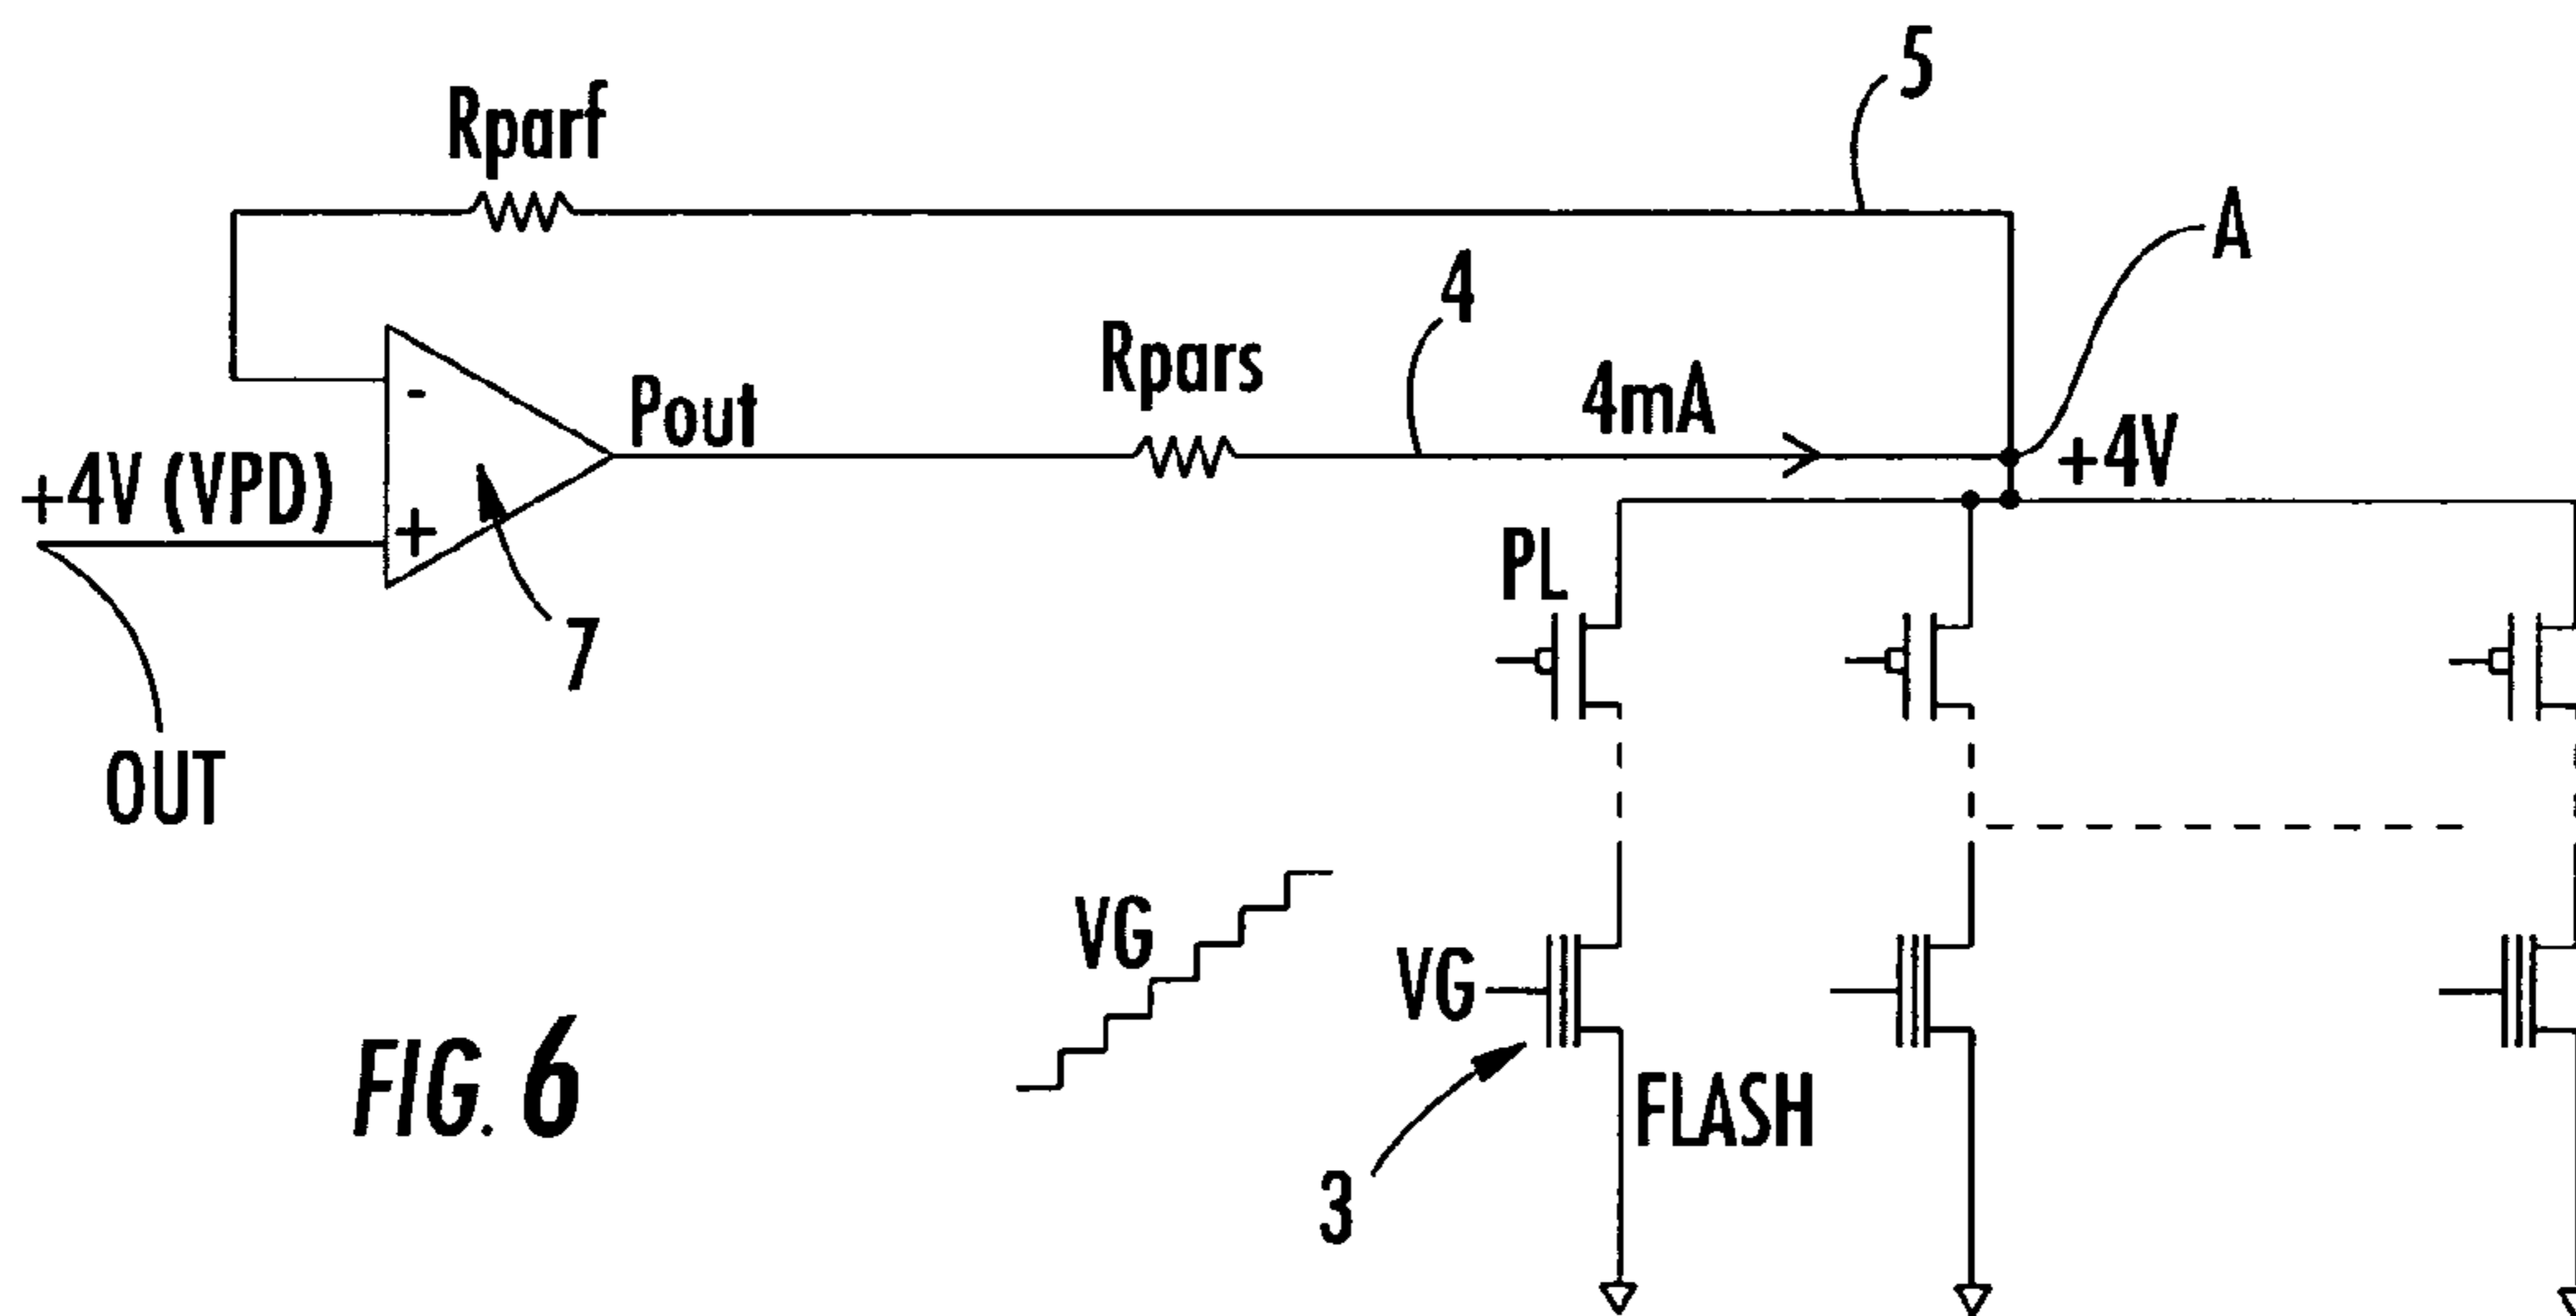 5
Rparf
A
4
Rpars
4mA
Pout
-
+4V
+4V (VPD)
+
PL
7
OUT
VG
VG
FIG. 6
FLASH
3